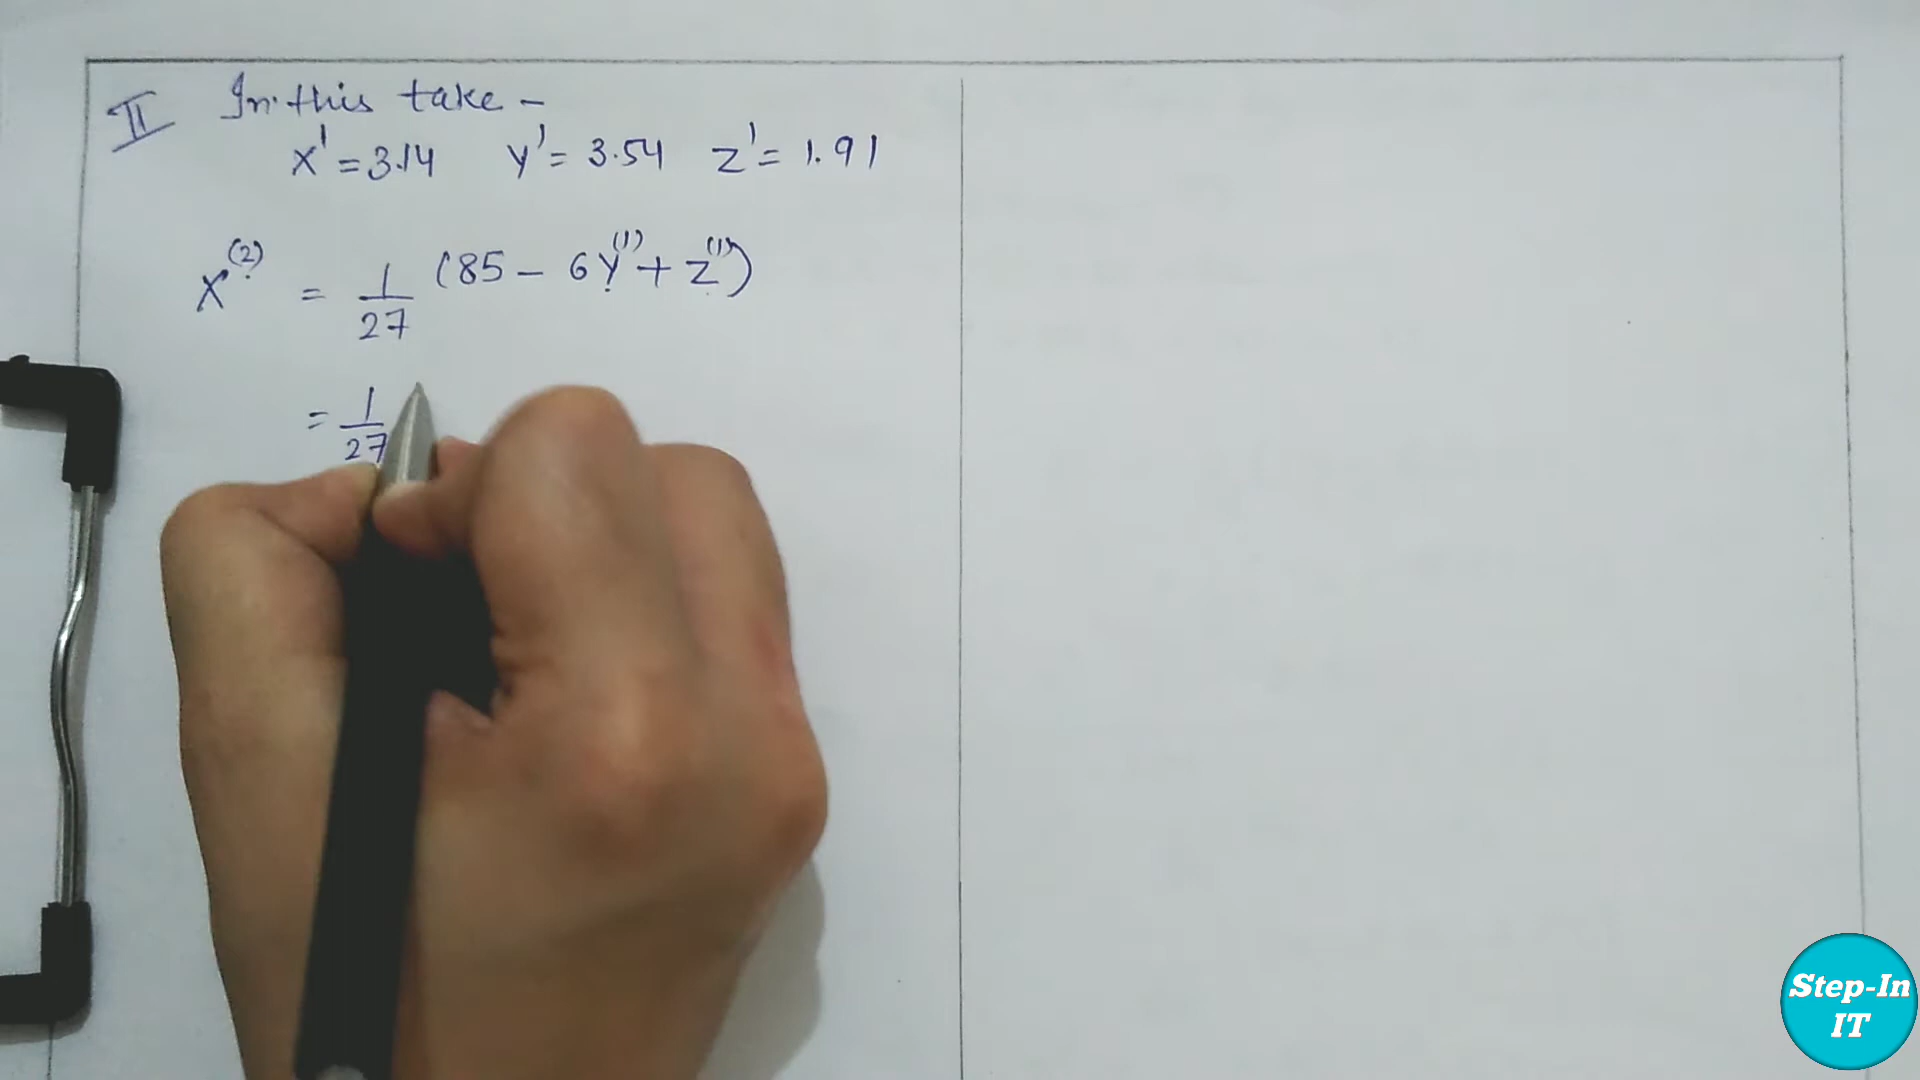 II In this take -
x' = 3.14 y' = 3.54 z' = 1.91
x^(2) = 1/27 (85 - 6y^(1) + z^(1))
= 1/27
Step-In
IT